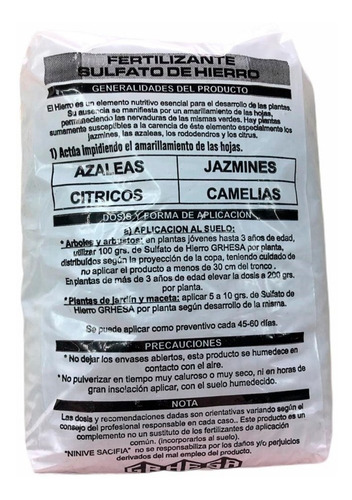 FERTILIZANTE
SULFATO DE HIERRO
GENERALIDADES DEL PRODUCTO
El Hierro es un elemento nutritivo esencial para el desarrollo de las plantas.
Su ausencia se manifiesta por un amarillamiento de las hojas,
permaneciendo las nervaduras de las mismas verdes. Hay plantas
sumamente susceptibles a la carencia de éste elemento especialmente los
jazmines, las azaleas, los rododendros y los citrus.
1) Actúa impidiendo el amarillamiento de las hojas.
AZALEAS JAZMINES
CITRICOS CAMELIAS
DOSIS Y FORMA DE APLICACIÓN
a) APLICACION AL SUELO:
*Arboles y arbustos: en plantas jóvenes hasta 3 años de edad,
utilizar 100 grs. de Sulfato de Hierro GRHESA por planta,
distribuídos según la proyección de la copa, teniendo cuidado de
no aplicar el producto a menos de 30 cm del tronco.
En plantas de más de 3 años de edad elevar la dosis a 200 grs.
por planta.
*Plantas de jardín y maceta: aplicar 5 a 10 grs. de Sulfato de
Hierro GRHESA por planta según desarrollo de la misma.
Se puede aplicar como preventivo cada 45-60 días.
PRECAUCIONES
*No dejar los envases abiertos, este producto se humedece en
contacto con el aire.
*No pulverizar en tiempo muy caluroso o muy seco, ni en horas de
gran insolación aplicar, con el suelo humedecido.
NOTA
Las dosis y recomendaciones dadas son orientativas variando según el
consejo del profesional responsable en cada caso.. Este producto es un
complemento no un sustituto de los fertilizantes de aplicación
común. (incorporarlos al suelo).
"NINIVE SACIFIA" no se responsabiliza por los daños y/o perjuicios
derivados del mal empleo del producto.
GRHESA